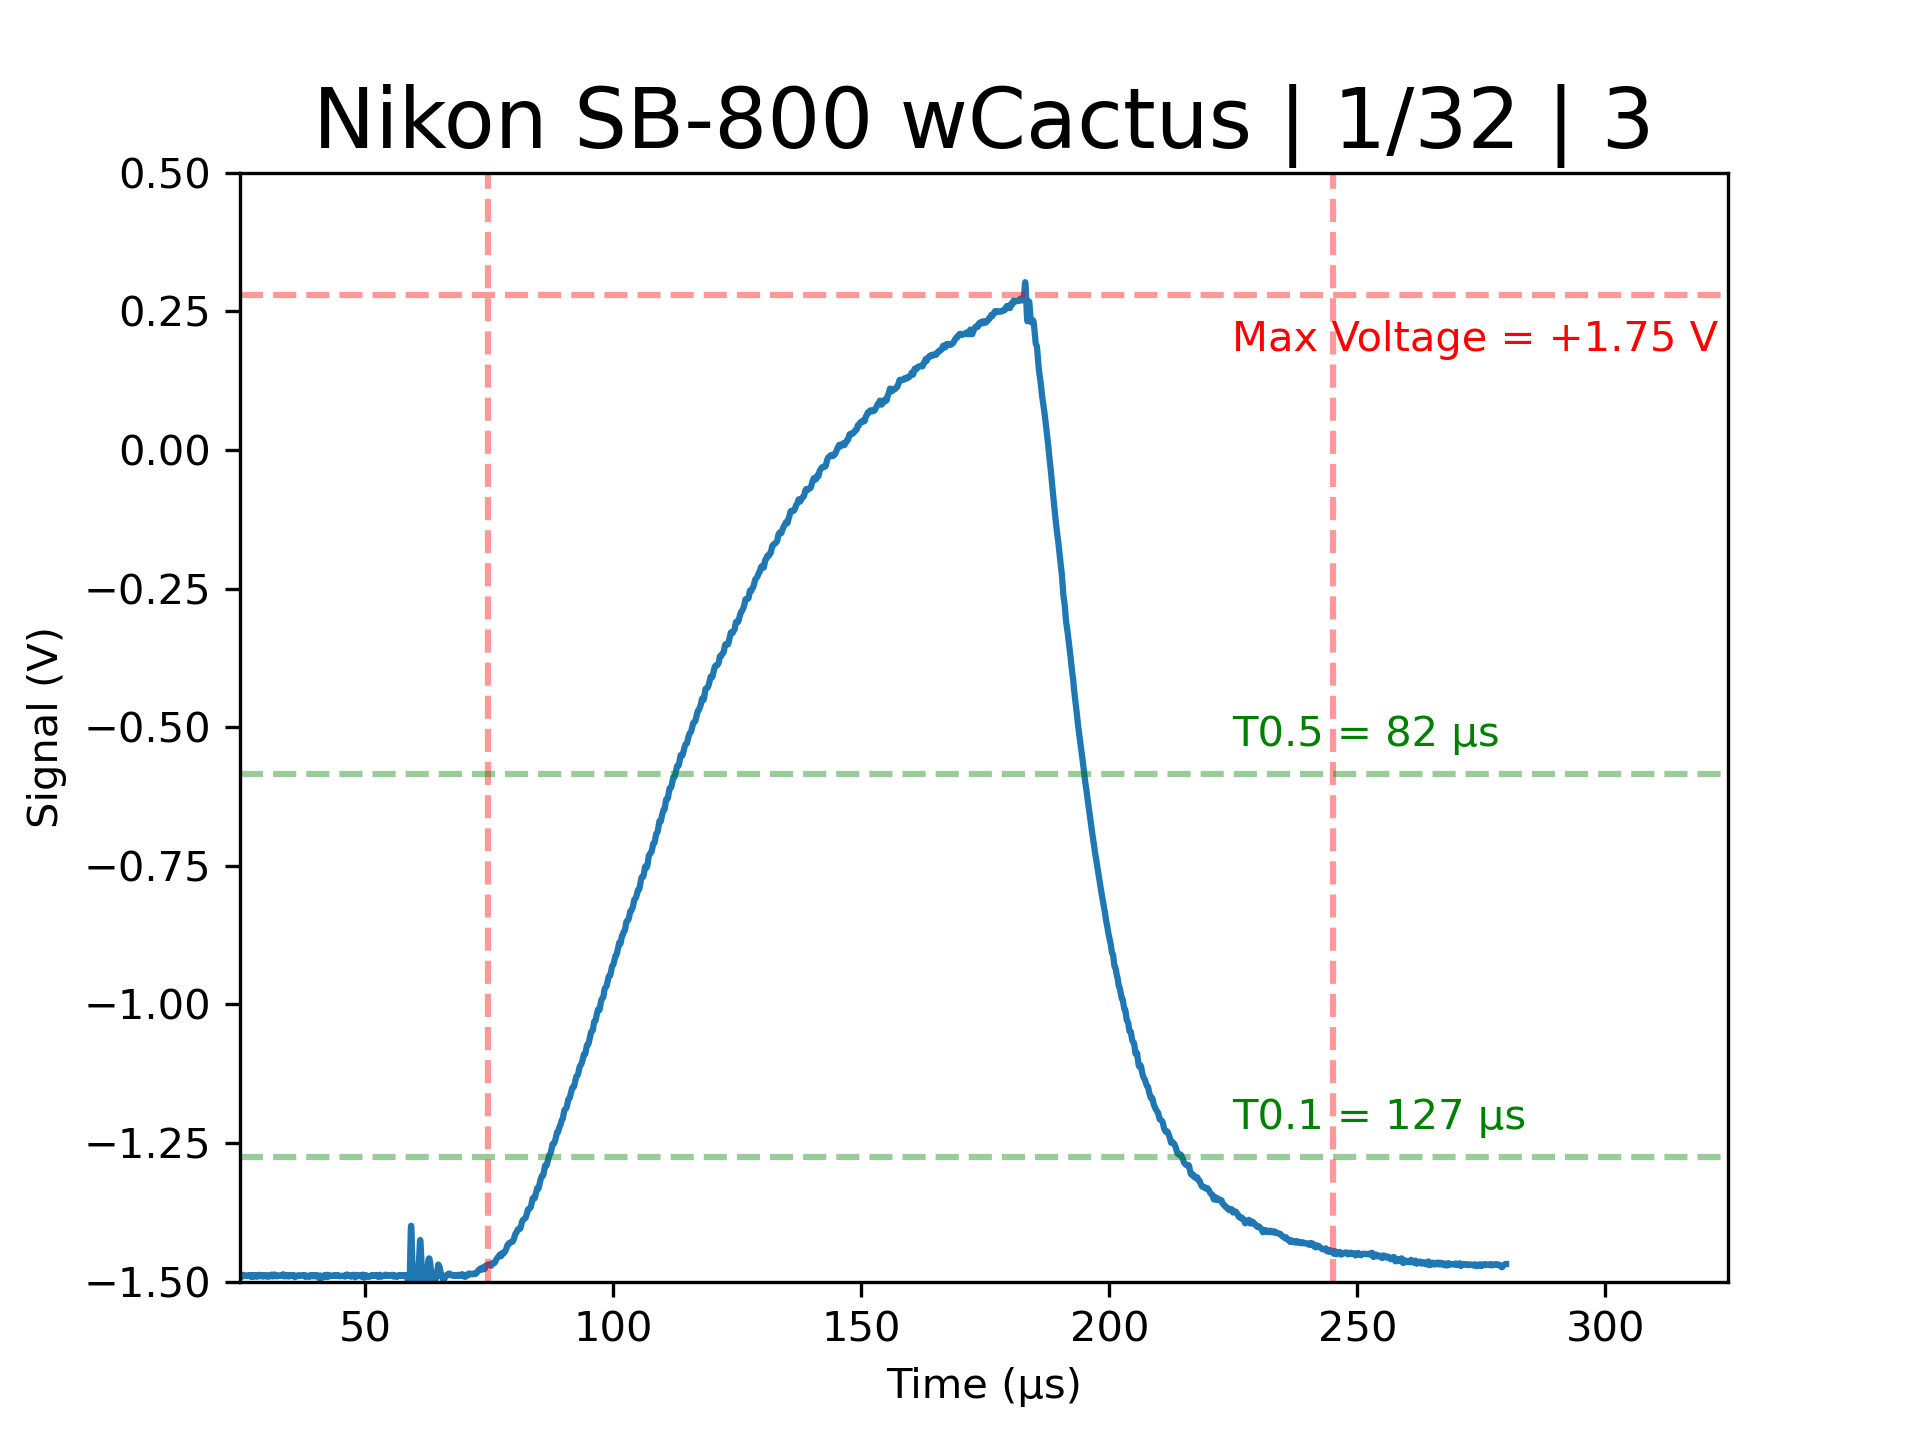 Nikon SB-800 wCactus | 1/32 | 3
0.50
0.25
0.00
−0.25
−0.50
−0.75
−1.00
−1.25
−1.50
Signal (V)
Max Voltage = +1.75 V
T0.5 = 82 µs
T0.1 = 127 µs
50 100 150 200 250 300
Time (µs)